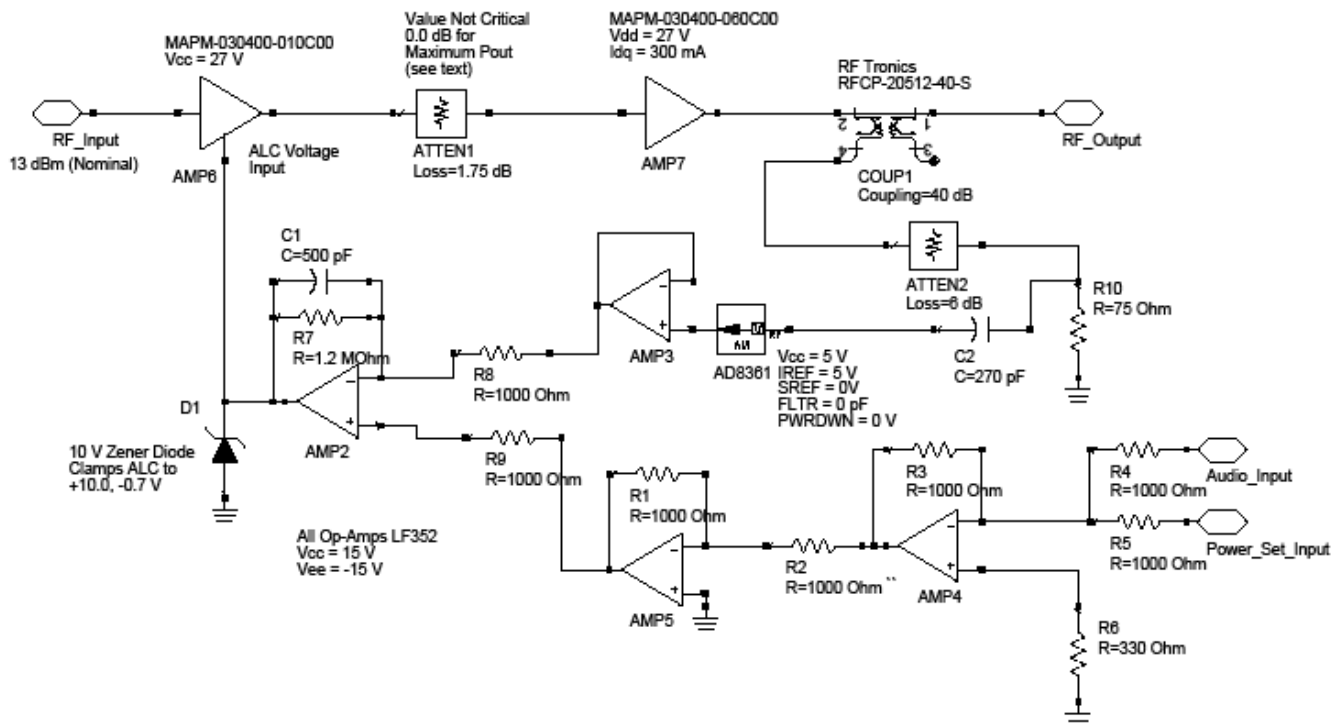 MAPM-030400-010C00
Vcc = 27 V
Value Not Critical
0.0 dB for
Maximum Pout
(see text)
MAPM-030400-060C00
Vdd = 27 V
Idq = 300 mA
RF Tronics
RFCP-20512-40-S
RF_Input
13 dBm (Nominal)
AMP6
ALC Voltage
Input
ATTEN1
Loss=1.75 dB
AMP7
2
1
4
3
COUP1
Coupling=40 dB
RF_Output
C1
C=500 pF
R7
R=1.2 MOhm
AMP2
R8
R=1000 Ohm
AMP3
AD8361
Vcc = 5 V
IREF = 5 V
SREF = 0V
FLTR = 0 pF
PWRDWN = 0 V
ATTEN2
Loss=6 dB
C2
C=270 pF
R10
R=75 Ohm
D1
10 V Zener Diode
Clamps ALC to
+10.0, -0.7 V
R9
R=1000 Ohm
All Op-Amps LF352
Vcc = 15 V
Vee = -15 V
R1
R=1000 Ohm
AMP5
R2
R=1000 Ohm ``
R3
R=1000 Ohm
AMP4
R4
R=1000 Ohm
Audio_Input
R5
R=1000 Ohm
Power_Set_Input
R6
R=330 Ohm